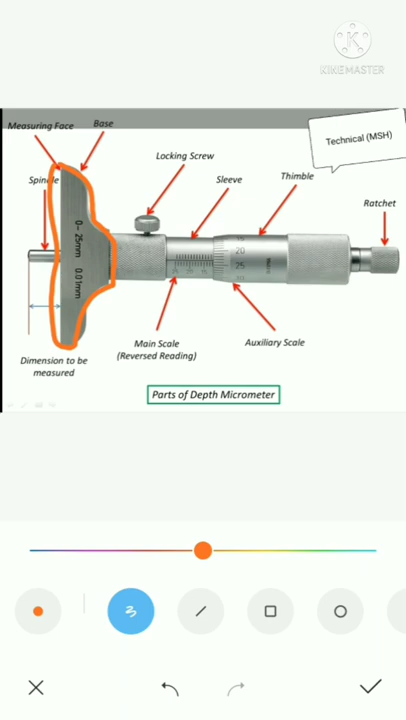 KINEMASTER
Technical (MSH)
Measuring Face
Base
Locking Screw
Spindle
Sleeve
Thimble
Ratchet
0- 25mm 0.01mm
Main Scale
(Reversed Reading)
Auxiliary Scale
Dimension to be
measured
Parts of Depth Micrometer